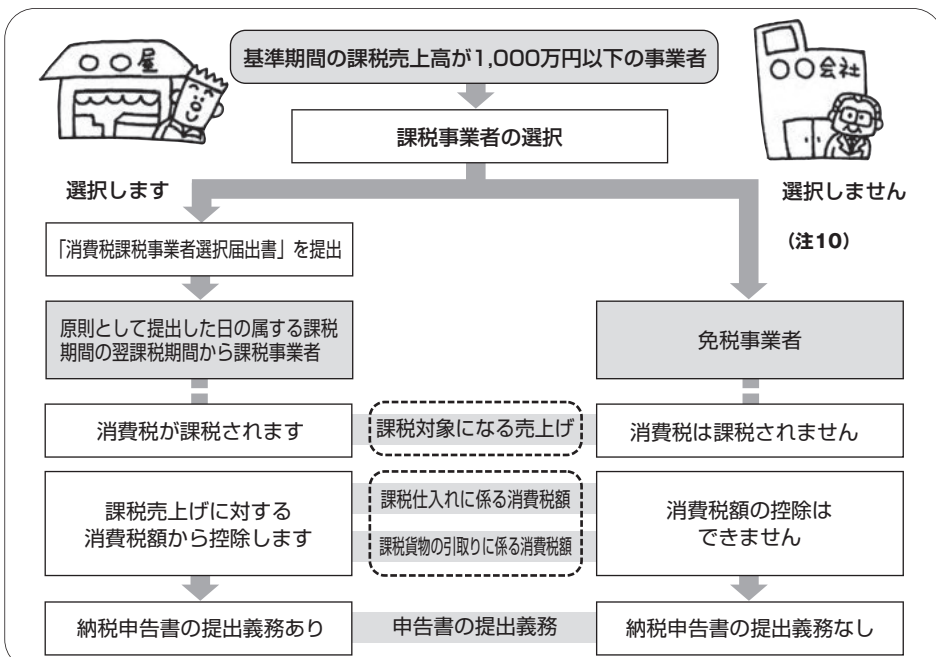 〇〇屋
基準期間の課税売上高が1,000万円以下の事業者
〇〇会社
課税事業者の選択
選択します
選択しません
(注10)
「消費税課税事業者選択届出書」を提出
原則として提出した日の属する課税
期間の翌課税期間から課税事業者
免税事業者
消費税が課税されます
課税対象になる売上げ
消費税は課税されません
課税売上げに対する
消費税額から控除します
課税仕入れに係る消費税額
課税貨物の引取りに係る消費税額
消費税額の控除は
できません
納税申告書の提出義務あり
申告書の提出義務
納税申告書の提出義務なし